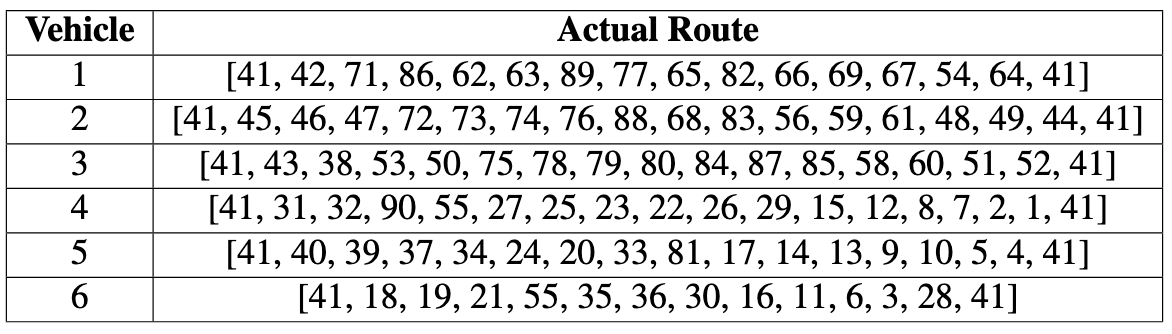 Vehicle Actual Route
1 [41, 42, 71, 86, 62, 63, 89, 77, 65, 82, 66, 69, 67, 54, 64, 41]
2 [41, 45, 46, 47, 72, 73, 74, 76, 88, 68, 83, 56, 59, 61, 48, 49, 44, 41]
3 [41, 43, 38, 53, 50, 75, 78, 79, 80, 84, 87, 85, 58, 60, 51, 52, 41]
4 [41, 31, 32, 90, 55, 27, 25, 23, 22, 26, 29, 15, 12, 8, 7, 2, 1, 41]
5 [41, 40, 39, 37, 34, 24, 20, 33, 81, 17, 14, 13, 9, 10, 5, 4, 41]
6 [41, 18, 19, 21, 55, 35, 36, 30, 16, 11, 6, 3, 28, 41]